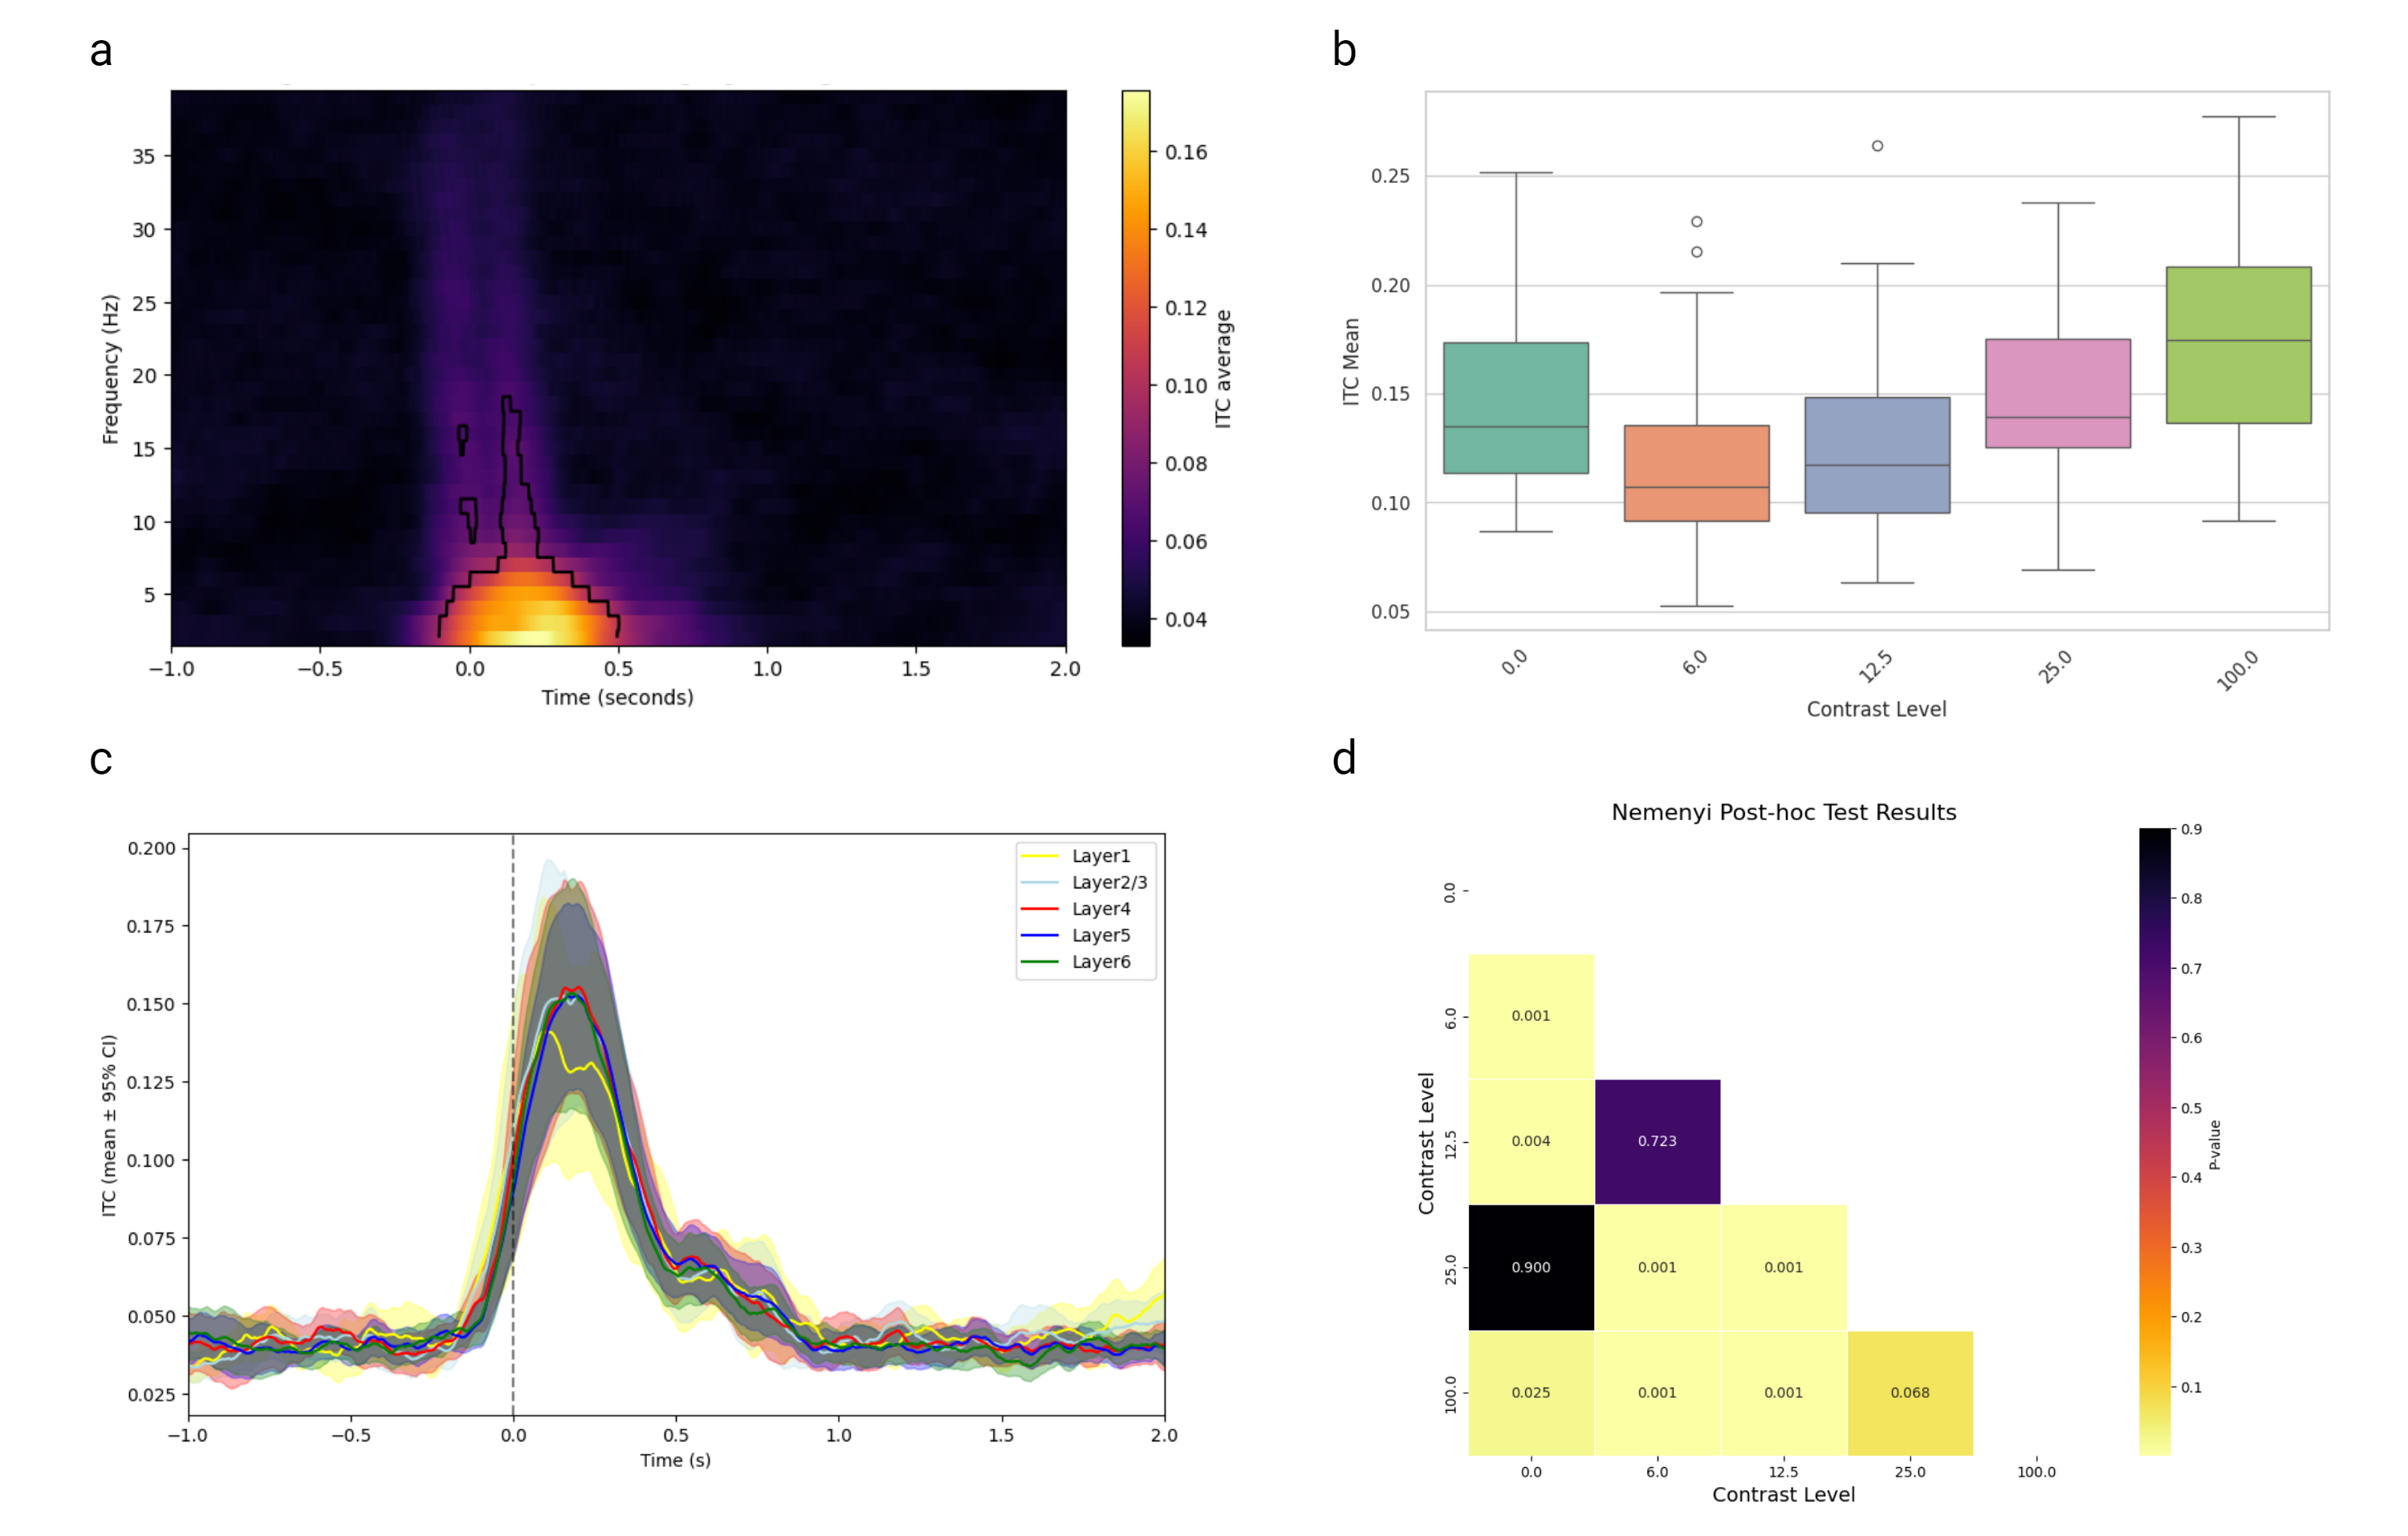 a
35
30
25
20
15
10
5
Frequency (Hz)
−1.0 −0.5 0.0 0.5 1.0 1.5 2.0
Time (seconds)
0.16
0.14
0.12
0.10
0.08
0.06
0.04
ITC average
b
0.25
0.20
0.15
0.10
0.05
ITC Mean
0.0 6.0 12.5 25.0 100.0
Contrast Level
c
0.200
0.175
0.150
0.125
0.100
0.075
0.050
0.025
ITC (mean ± 95% CI)
Layer1
Layer2/3
Layer4
Layer5
Layer6
−1.0 −0.5 0.0 0.5 1.0 1.5 2.0
Time (s)
d
Nemenyi Post-hoc Test Results
Contrast Level
0.0
6.0 0.001
12.5 0.004 0.723
25.0 0.900 0.001 0.001
100.0 0.025 0.001 0.001 0.068
0.0 6.0 12.5 25.0 100.0
Contrast Level
0.9
0.8
0.7
0.6
0.5
0.4
0.3
0.2
0.1
P-value